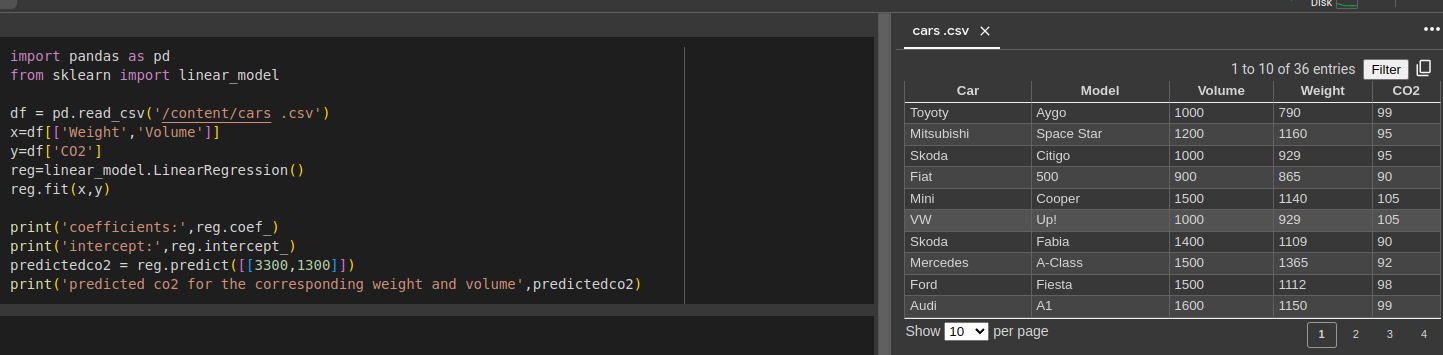 Disk
import pandas as pd
from sklearn import linear_model
df = pd.read_csv('/content/cars .csv')
x=df[['Weight','Volume']]
y=df['CO2']
reg=linear_model.LinearRegression()
reg.fit(x,y)
print('coefficients:',reg.coef_)
print('intercept:',reg.intercept_)
predictedco2 = reg.predict([[3300,1300]])
print('predicted co2 for the corresponding weight and volume',predictedco2)
cars .csv
1 to 10 of 36 entries Filter
Car Model Volume Weight CO2
Toyoty Aygo 1000 790 99
Mitsubishi Space Star 1200 1160 95
Skoda Citigo 1000 929 95
Fiat 500 900 865 90
Mini Cooper 1500 1140 105
VW Up! 1000 929 105
Skoda Fabia 1400 1109 90
Mercedes A-Class 1500 1365 92
Ford Fiesta 1500 1112 98
Audi A1 1600 1150 99
Show 10 per page 1 2 3 4